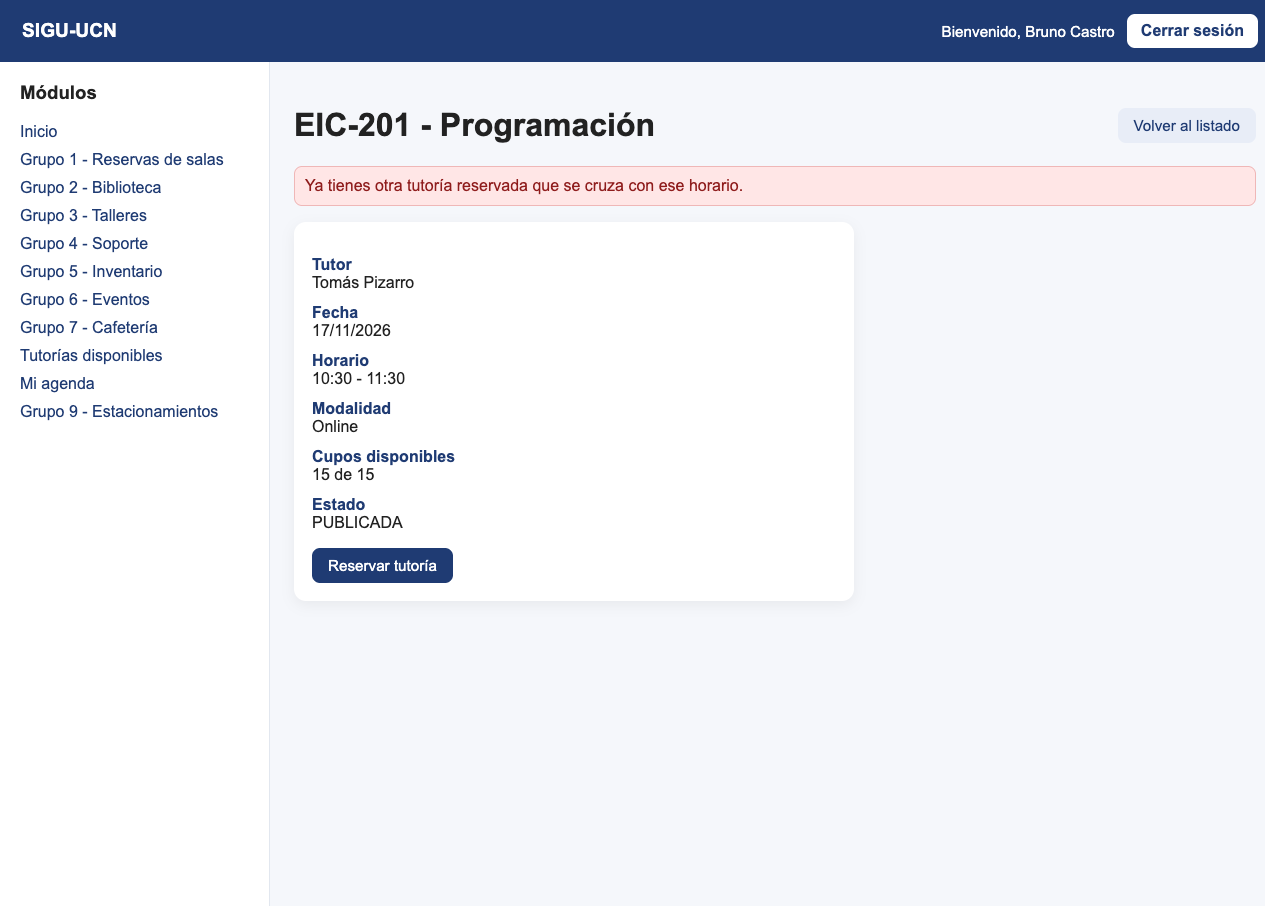 SIGU-UCN
Bienvenido, Bruno Castro
Cerrar sesión
Módulos
Inicio
Grupo 1 - Reservas de salas
Grupo 2 - Biblioteca
Grupo 3 - Talleres
Grupo 4 - Soporte
Grupo 5 - Inventario
Grupo 6 - Eventos
Grupo 7 - Cafetería
Tutorías disponibles
Mi agenda
Grupo 9 - Estacionamientos
EIC-201 - Programación
Volver al listado
Ya tienes otra tutoría reservada que se cruza con ese horario.
Tutor
Tomás Pizarro
Fecha
17/11/2026
Horario
10:30 - 11:30
Modalidad
Online
Cupos disponibles
15 de 15
Estado
PUBLICADA
Reservar tutoría